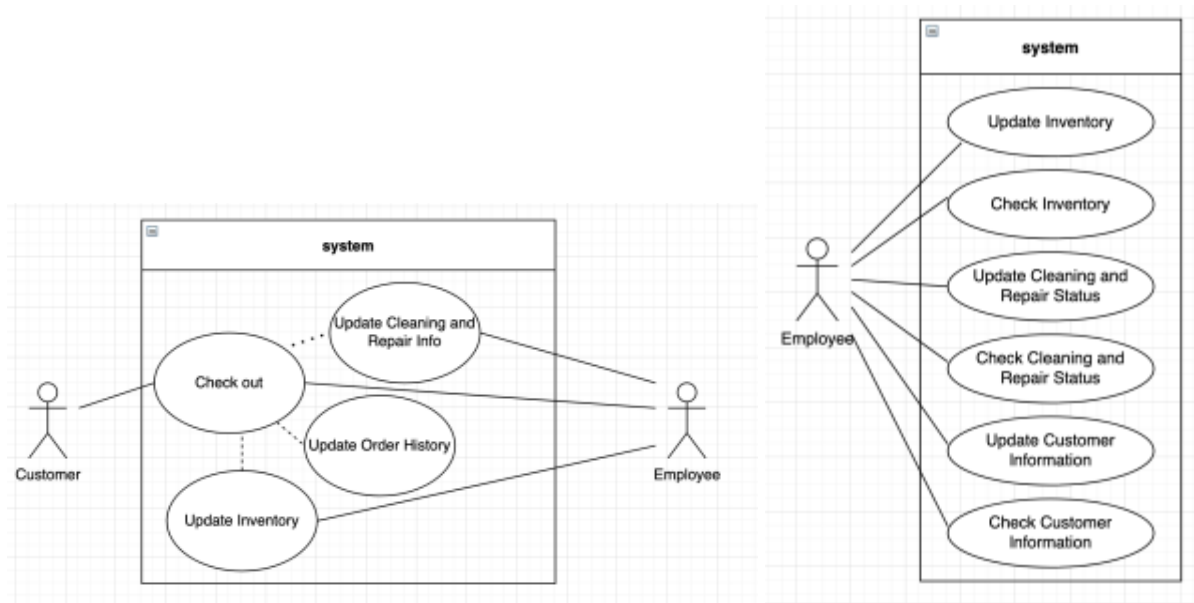 system
Update Cleaning and
Repair Info
Check out
Update Order History
Update Inventory
Customer
Employee
system
Update Inventory
Check Inventory
Update Cleaning and
Repair Status
Check Cleaning and
Repair Status
Update Customer
Information
Check Customer
Information
Employee